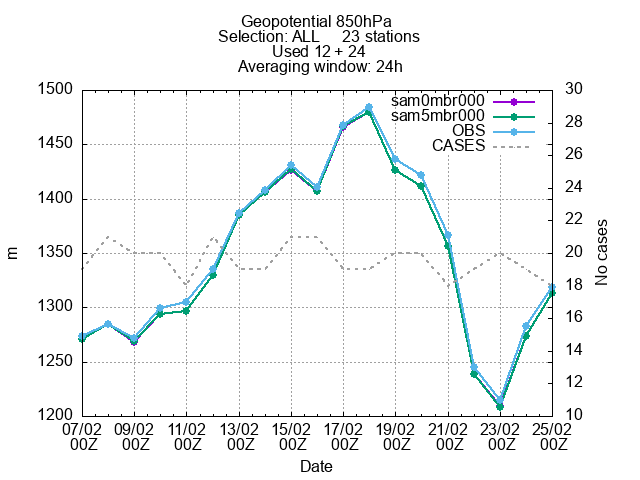 Geopotential 850hPa
Selection: ALL 23 stations
Used 12 + 24
Averaging window: 24h
sam0mbr000
sam5mbr000
OBS
CASES
1500
1450
1400
1350
1300
1250
1200
m
30
28
26
24
22
20
18
16
14
12
10
No cases
07/02 09/02 11/02 13/02 15/02 17/02 19/02 21/02 23/02 25/02
00Z 00Z 00Z 00Z 00Z 00Z 00Z 00Z 00Z 00Z
Date